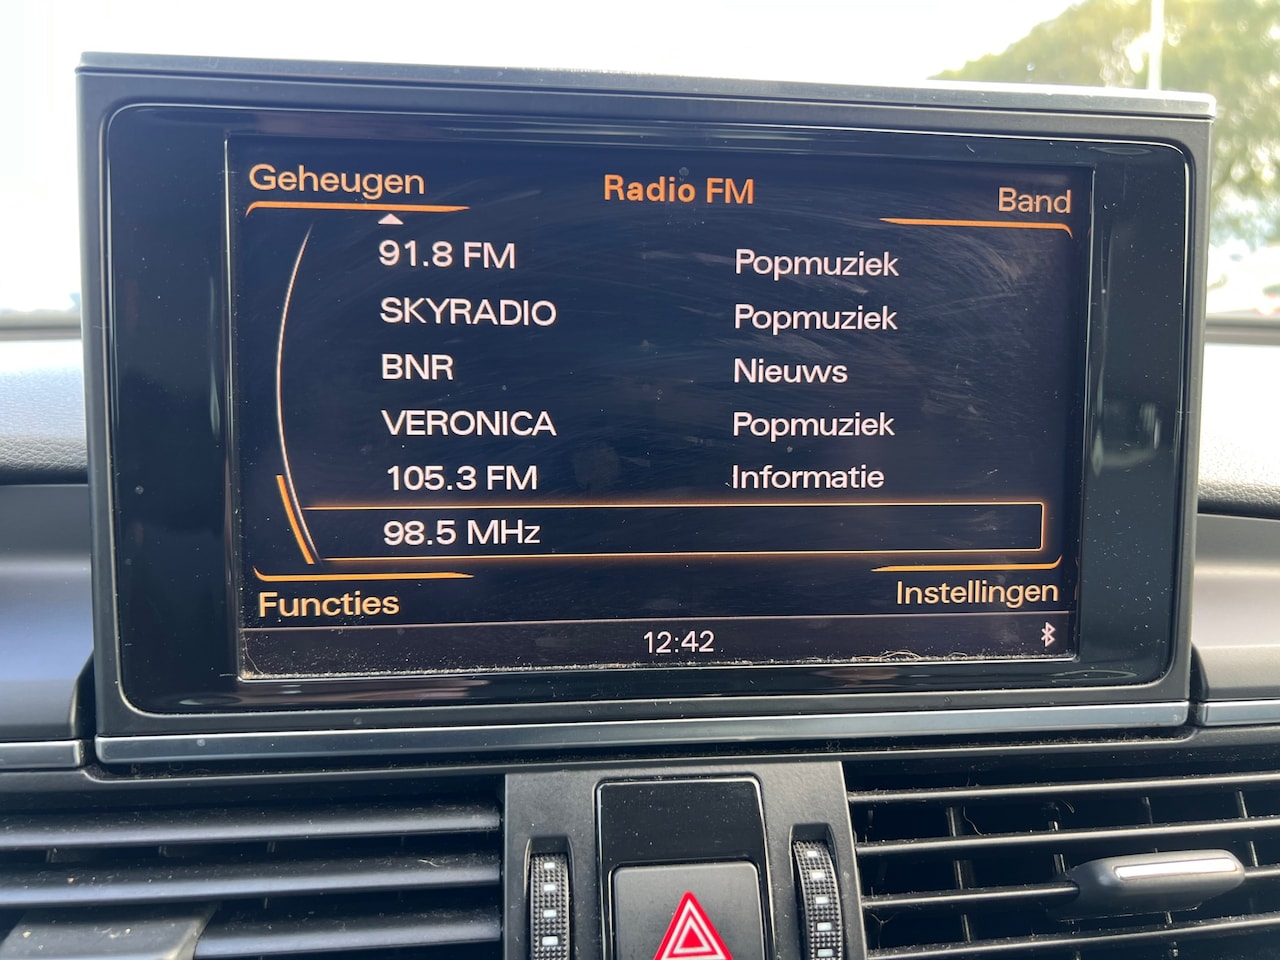 Geheugen Radio FM Band
91.8 FM Popmuziek
SKYRADIO Popmuziek
BNR Nieuws
VERONICA Popmuziek
105.3 FM Informatie
98.5 MHz
Functies Instellingen
12:42